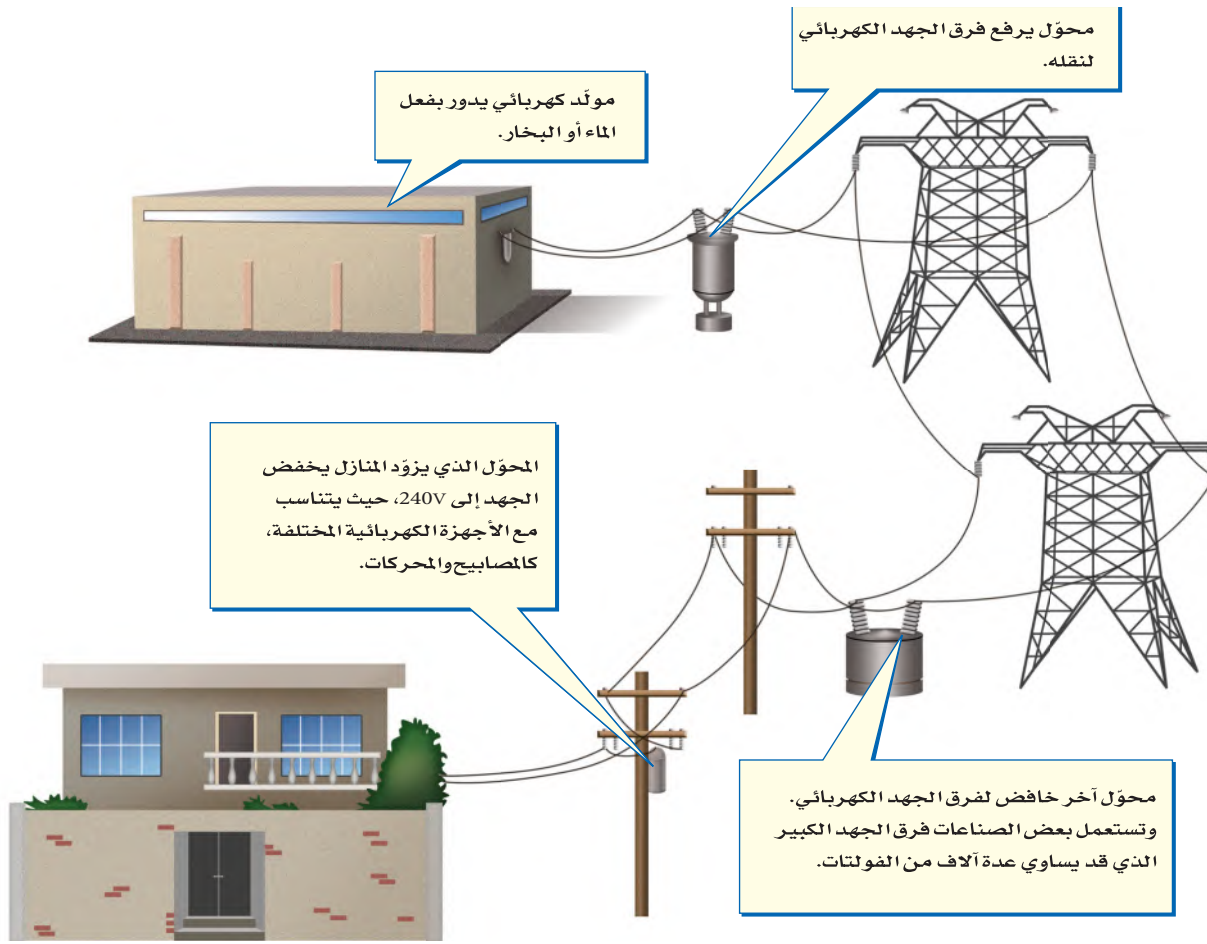 محوّل يرفع فرق الجهد الكهربائي
لنقله.
مولّد كهربائي يدور بفعل
الماء أو البخار.
المحوّل الذي يزوّد المنازل يخفض
الجهد إلى 240V، حيث يتناسب
مع الأجهزة الكهربائية المختلفة،
كالمصابيح والمحركات.
محوّل آخر خافض لفرق الجهد الكهربائي.
وتستعمل بعض الصناعات فرق الجهد الكبير
الذي قد يساوي عدة آلاف من الفولتات.